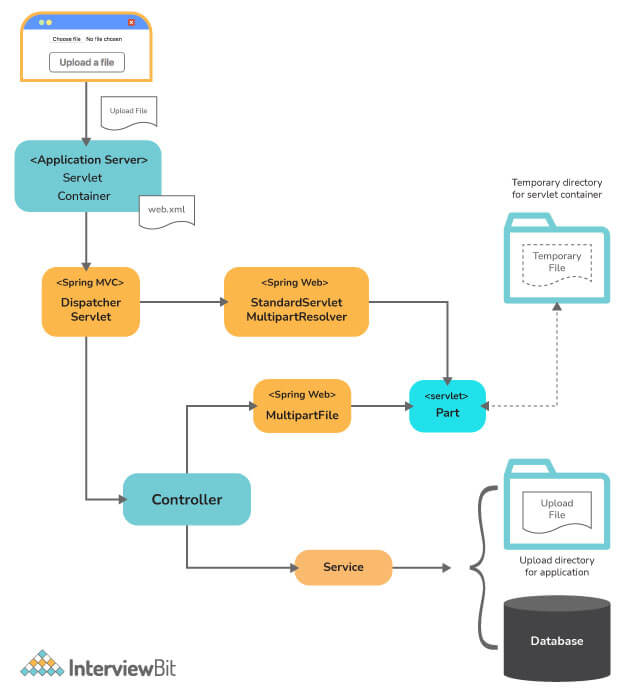 Choose file No file chosen
Upload a file
Upload File
<Application Server>
Servlet
Container
web.xml
Temporary directory
for servlet container
Temporary
File
<Spring MVC>
Dispatcher
Servlet
<Spring Web>
StandardServlet
MultipartResolver
<Spring Web>
MultipartFile
<servlet>
Part
Controller
Upload
File
Upload directory
for application
Service
Database
InterviewBit